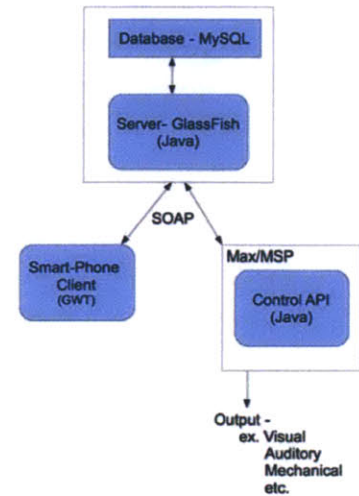 Database - MySQL
Server- GlassFish
(Java)
SOAP
Smart-Phone
Client
(GWT)
Max/MSP
Control API
(Java)
Output -
ex. Visual
Auditory
Mechanical
etc.